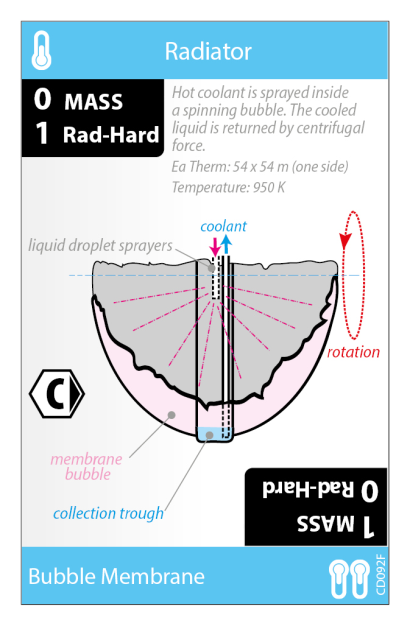 Radiator
0 MASS
1 Rad-Hard
Hot coolant is sprayed inside
a spinning bubble. The cooled
liquid is returned by centrifugal
force.
Ea Therm: 54 x 54 m (one side)
Temperature: 950 K
coolant
liquid droplet sprayers
rotation
C
membrane
bubble
collection trough
1 MASS
0 Rad-Hard
Bubble Membrane
CD092F